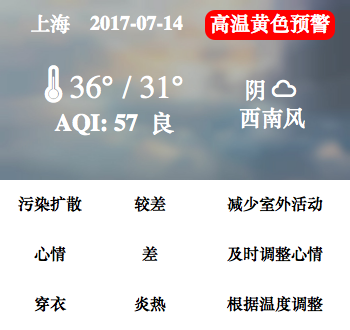 上海 2017-07-14 高温黄色预警
36° / 31° 阴
AQI: 57 良 西南风
污染扩散 较差 减少室外活动
心情 差 及时调整心情
穿衣 炎热 根据温度调整